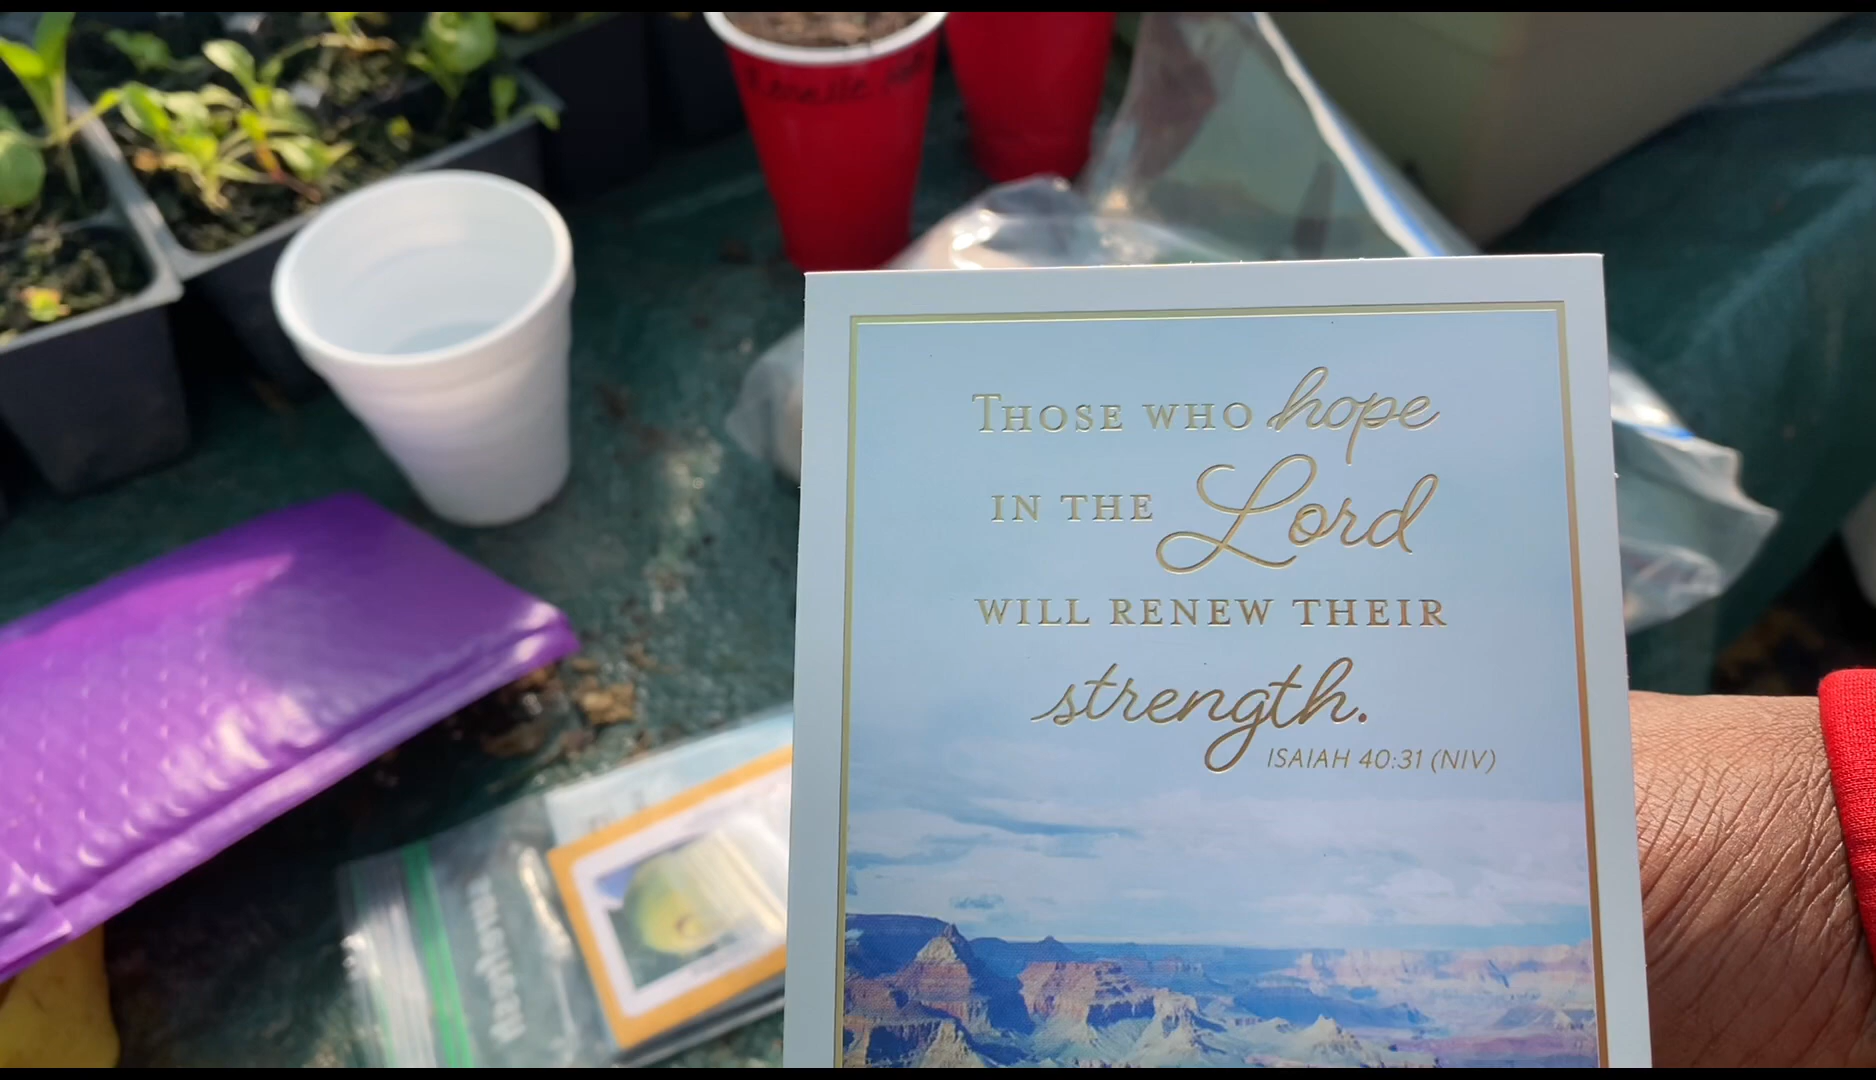 THOSE WHO hope
IN THE Lord
WILL RENEW THEIR
strength.
ISAIAH 40:31 (NIV)